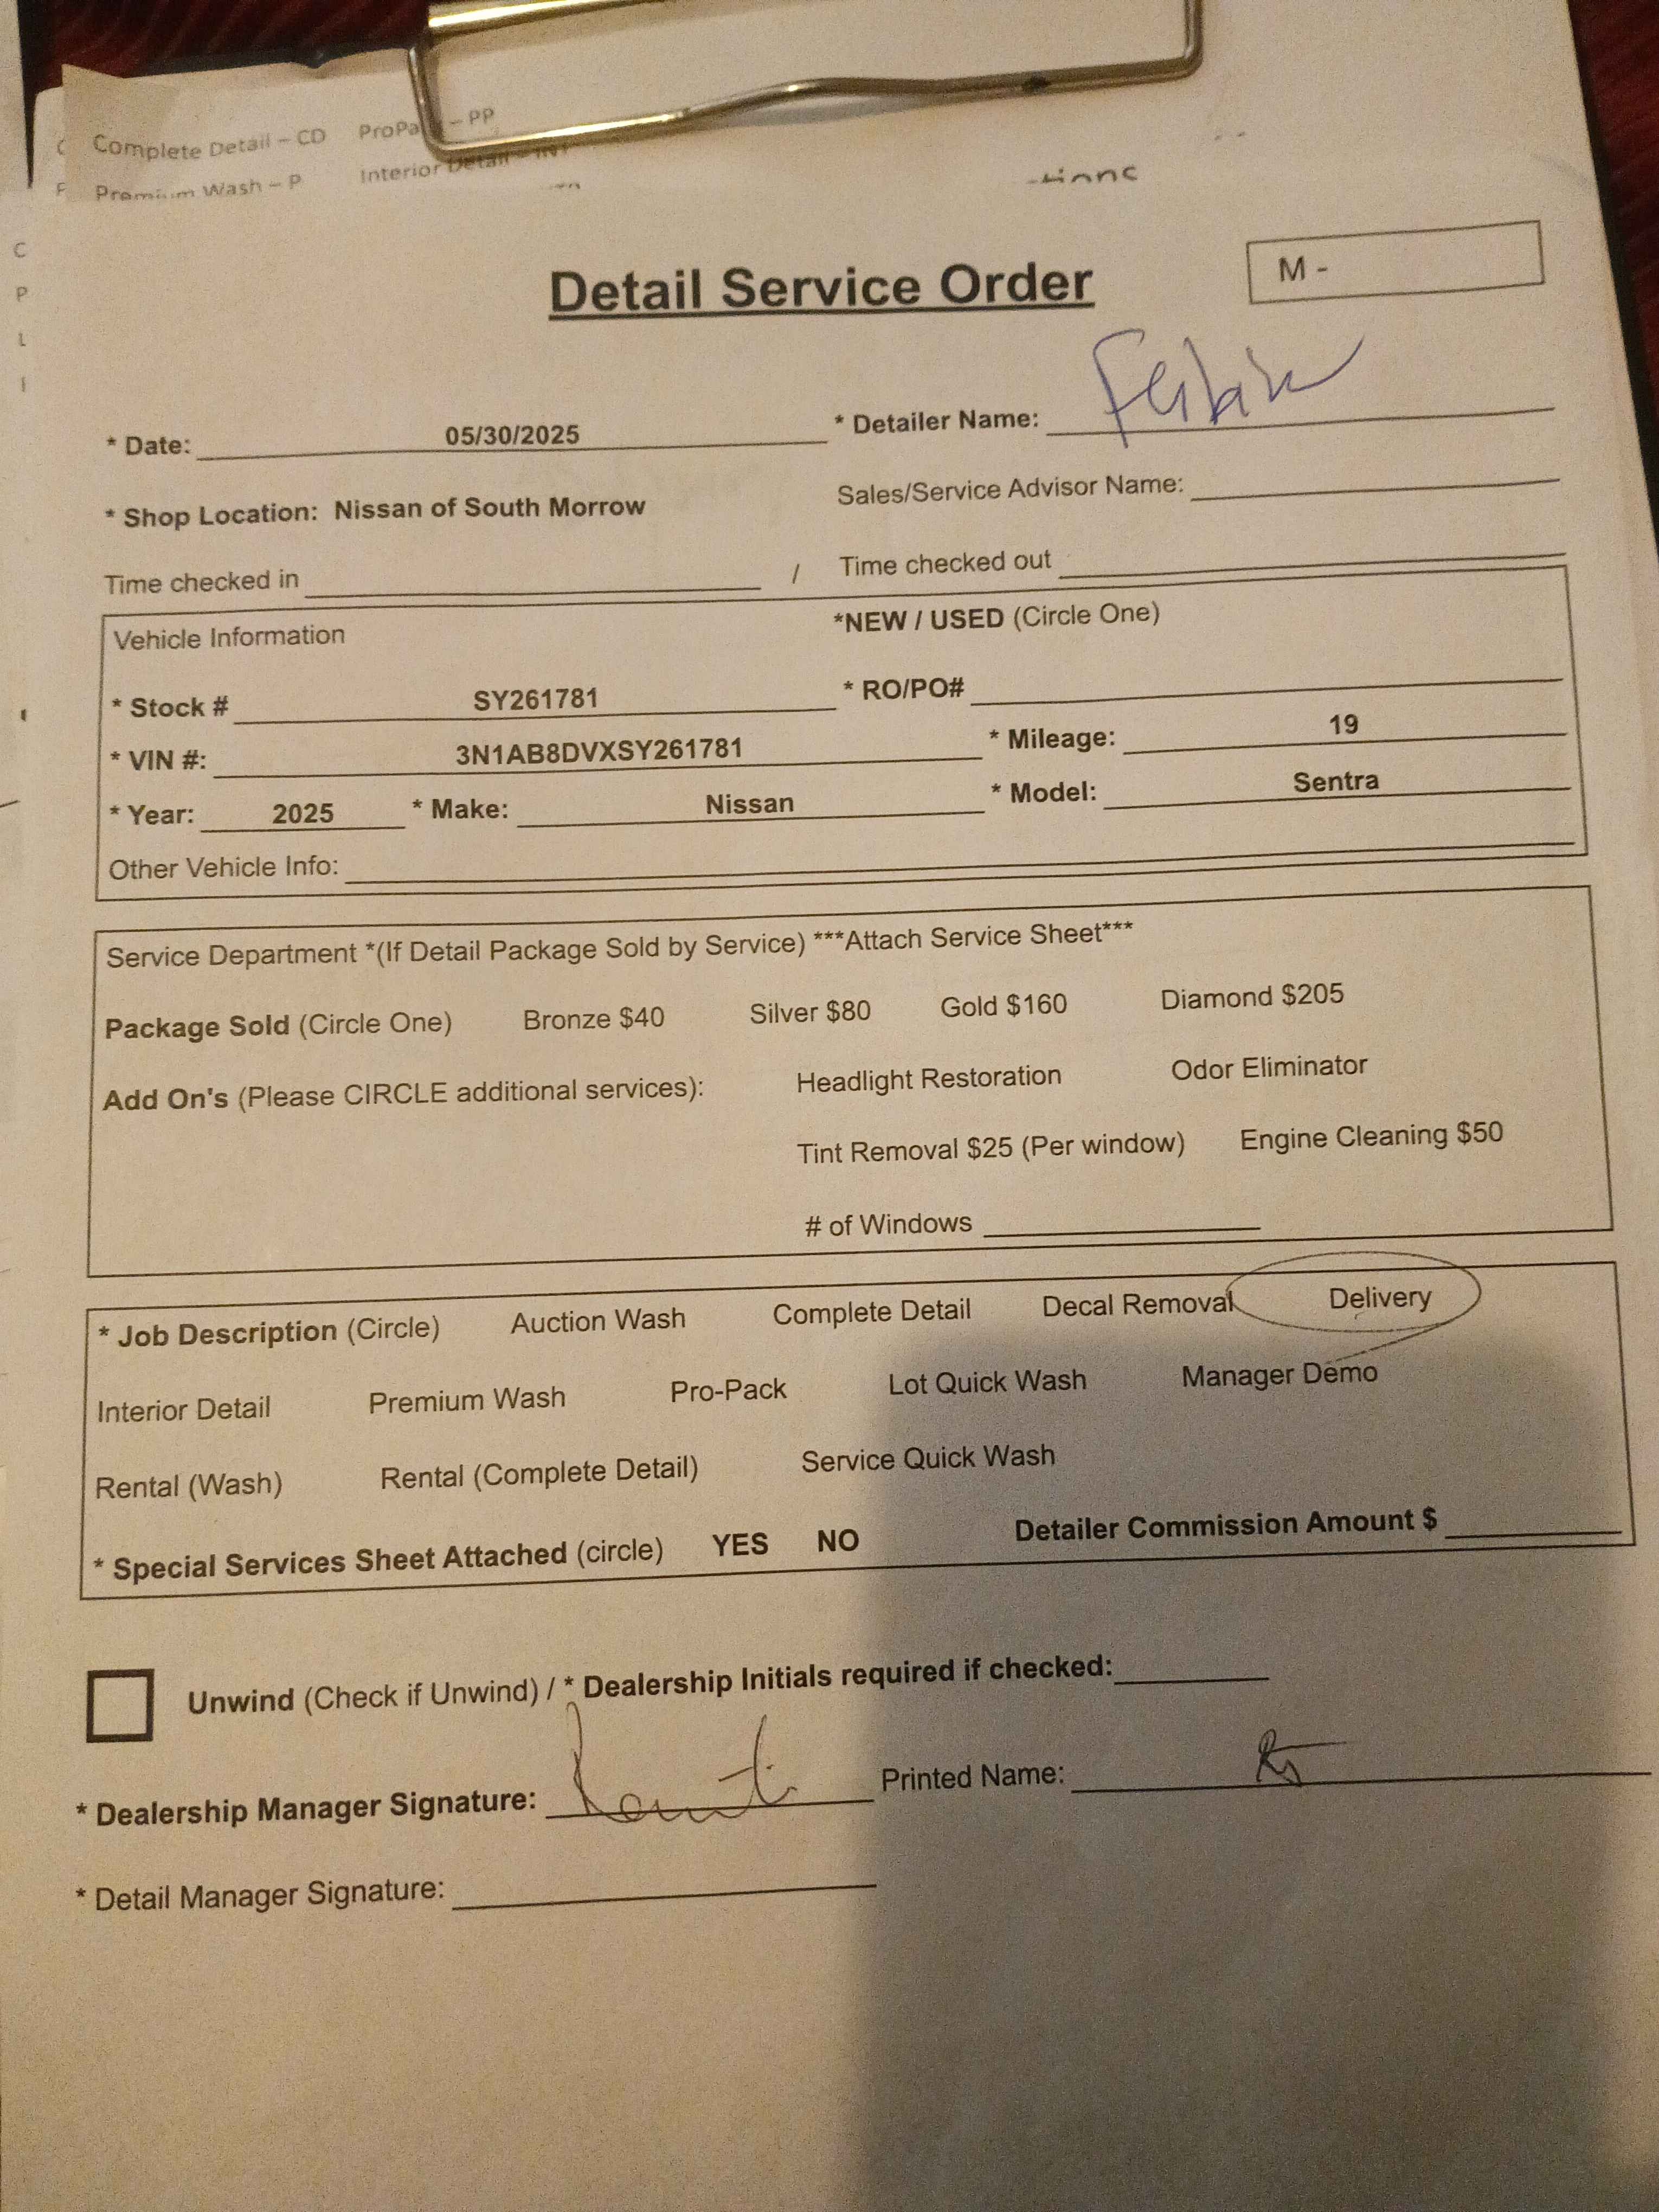 Complete Detail – CD ProPa – PP
Premium Wash – P Interior Detail – INT
Detail Service Order
M -
* Date: 05/30/2025 * Detailer Name:
* Shop Location: Nissan of South Morrow Sales/Service Advisor Name:
Time checked in / Time checked out
Vehicle Information *NEW / USED (Circle One)
* Stock # SY261781 * RO/PO#
* VIN #: 3N1AB8DVXSY261781 * Mileage: 19
* Year: 2025 * Make: Nissan * Model: Sentra
Other Vehicle Info:
Service Department *(If Detail Package Sold by Service) ***Attach Service Sheet***
Package Sold (Circle One) Bronze $40 Silver $80 Gold $160 Diamond $205
Add On's (Please CIRCLE additional services): Headlight Restoration Odor Eliminator
Tint Removal $25 (Per window) Engine Cleaning $50
# of Windows
* Job Description (Circle) Auction Wash Complete Detail Decal Removal Delivery
Interior Detail Premium Wash Pro-Pack Lot Quick Wash Manager Demo
Rental (Wash) Rental (Complete Detail) Service Quick Wash
* Special Services Sheet Attached (circle) YES NO Detailer Commission Amount $
Unwind (Check if Unwind) / * Dealership Initials required if checked:
* Dealership Manager Signature: Printed Name:
* Detail Manager Signature: